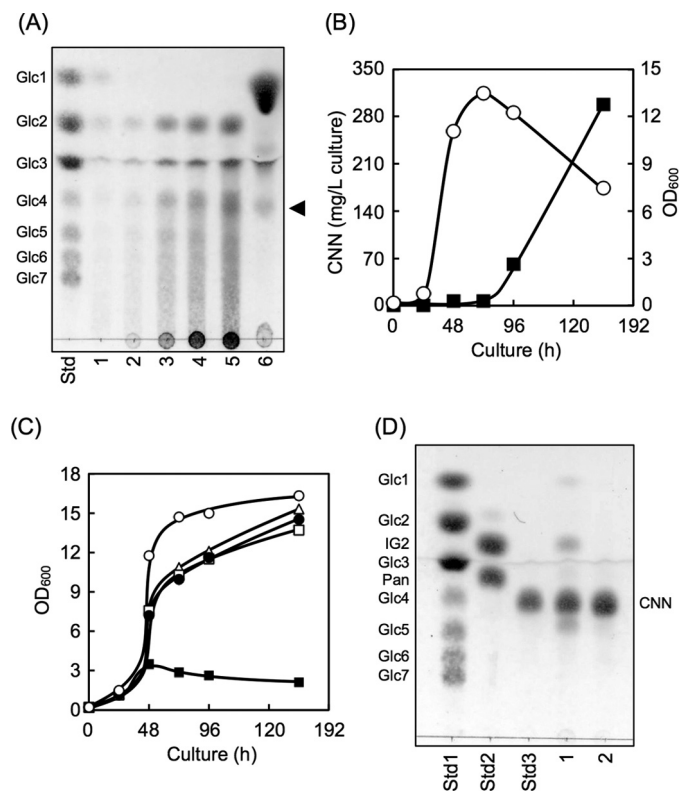 (A)
Glc1
Glc2
Glc3
Glc4
Glc5
Glc6
Glc7
Std 1 2 3 4 5 6
(B)
CNN (mg/L culture)
350
280
210
140
70
0
15
12
9
6
3
0
OD600
0 48 96 120 192
Culture (h)
(C)
OD600
18
15
12
9
6
3
0
0 48 96 120 192
Culture (h)
(D)
Glc1
Glc2
IG2
Glc3
Pan
Glc4
Glc5
Glc6
Glc7
CNN
Std1 Std2 Std3 1 2